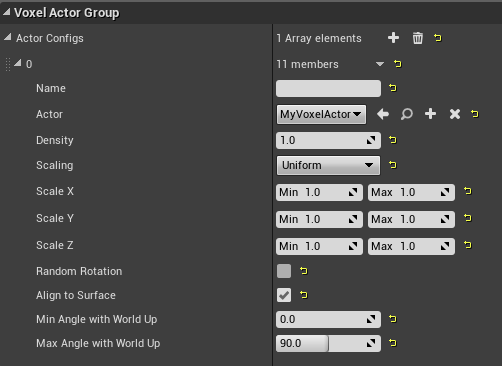 Voxel Actor Group
Actor Configs 1 Array elements
0 11 members
Name
Actor MyVoxelActor
Density 1.0
Scaling Uniform
Scale X Min 1.0 Max 1.0
Scale Y Min 1.0 Max 1.0
Scale Z Min 1.0 Max 1.0
Random Rotation
Align to Surface
Min Angle with World Up 0.0
Max Angle with World Up 90.0